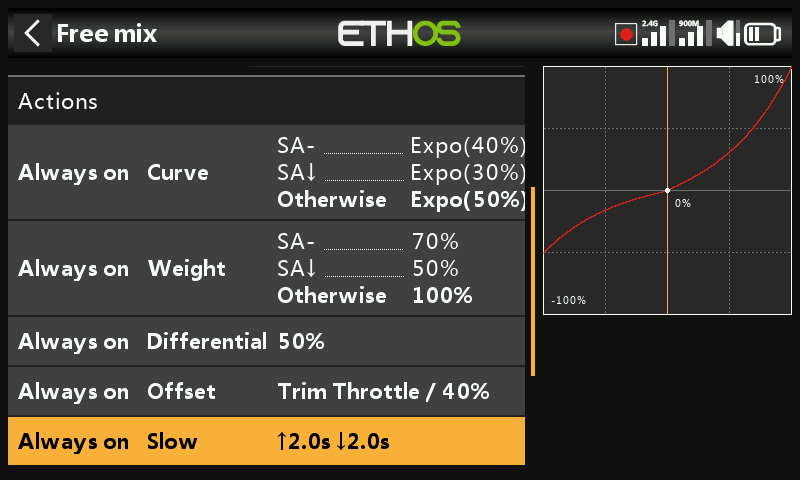 Free mix
ETHOS
2.4G
900M
Actions
Always on Curve
SA- Expo(40%)
SA↓ Expo(30%)
Otherwise Expo(50%)
Always on Weight
SA- 70%
SA↓ 50%
Otherwise 100%
Always on Differential 50%
Always on Offset Trim Throttle / 40%
Always on Slow ↑2.0s ↓2.0s
100%
0%
-100%